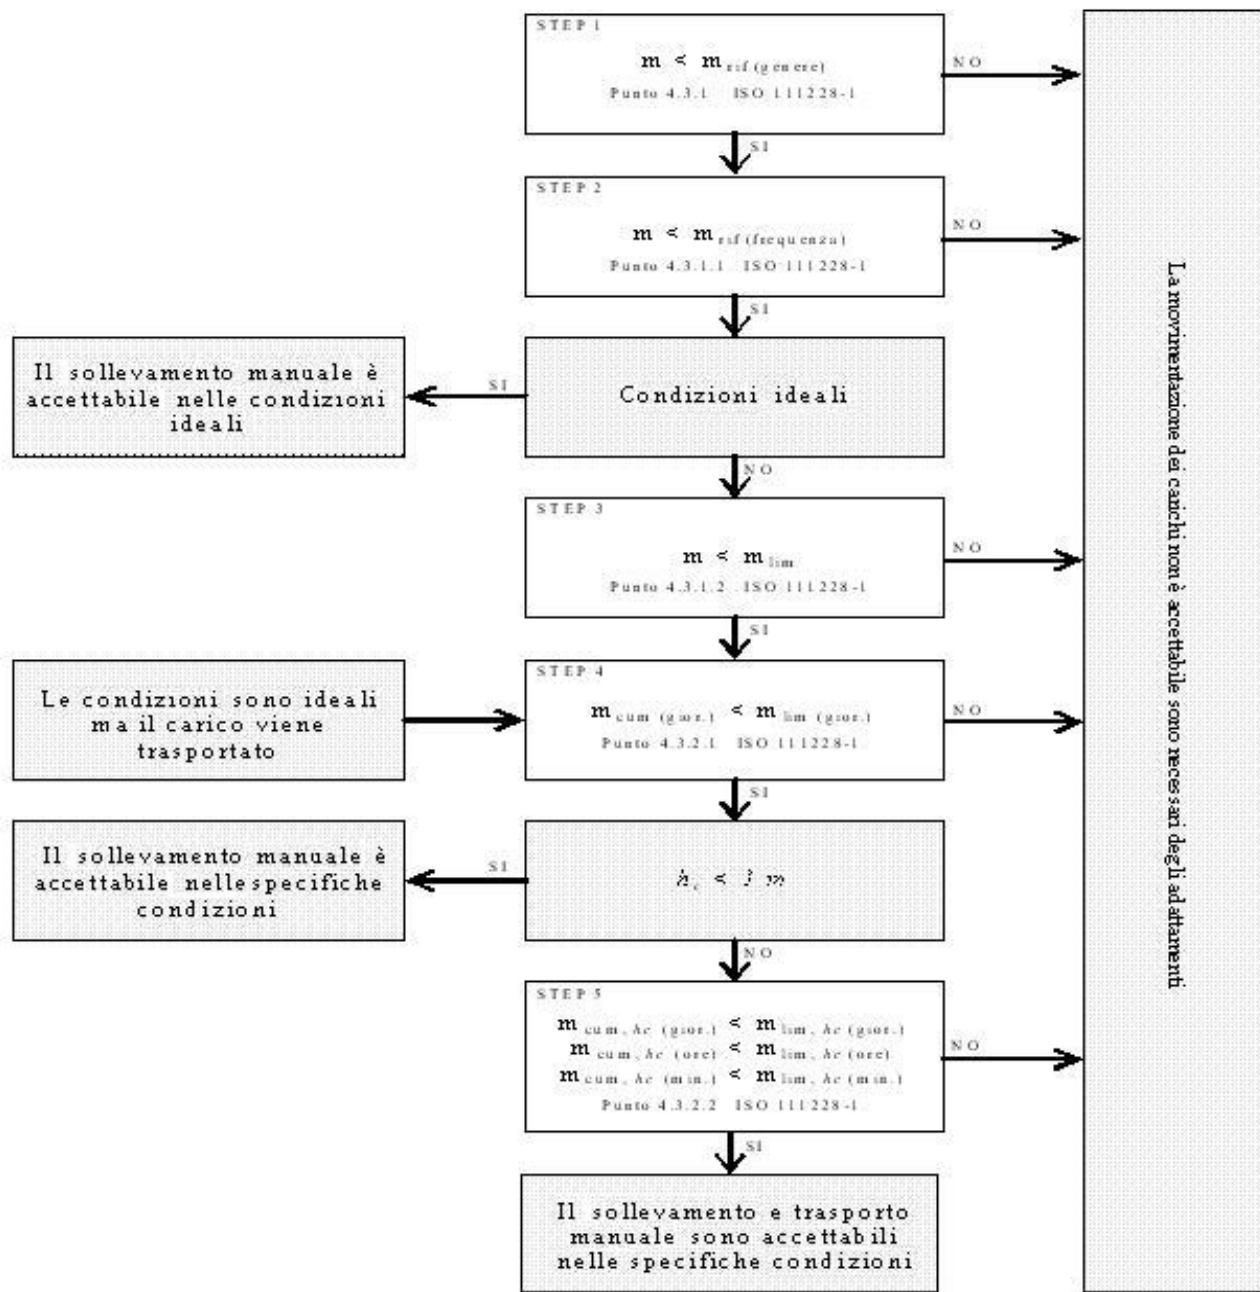 STEP 1
m < m rif (genere)
Punto 4.3.1 ISO 111228-1
NO
SI
STEP 2
m < m rif (frequenza)
Punto 4.3.1.1 ISO 111228-1
NO
SI
Il sollevamento manuale è
accettabile nelle condizioni
ideali
SI
Condizioni ideali
NO
STEP 3
m < m lim
Punto 4.3.1.2 ISO 111228-1
NO
SI
Le condizioni sono ideali
ma il carico viene
trasportato
STEP 4
m cum (gior.) < m lim (gior.)
Punto 4.3.2.1 ISO 111228-1
NO
SI
Il sollevamento manuale è
accettabile nelle specifiche
condizioni
SI
h c < 3 m
NO
STEP 5
m cum, hc (gior.) < m lim, hc (gior.)
m cum, hc (ore) < m lim, hc (ore)
m cum, hc (min.) < m lim, hc (min.)
Punto 4.3.2.2 ISO 111228-1
NO
SI
Il sollevamento e trasporto
manuale sono accettabili
nelle specifiche condizioni
La movimentazione dei carichi non è accettabile sono necessari degli adattamenti